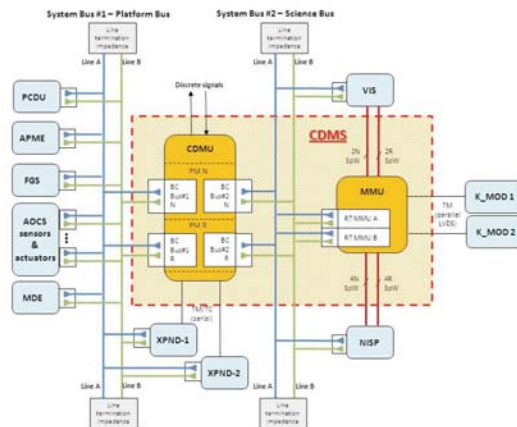 System Bus #1 – Platform Bus
System Bus #2 – Science Bus
Line
termination
impedance
Line
termination
impedance
Line A
Line B
Line A
Line B
Discrete signals
PCDU
VIS
CDMS
APME
CDMU
2N
SpW
2R
SpW
PM N
FGS
BC
Bus#1
N
BC
Bus#2
N
MMU
K_MOD 1
TM
(parallel
LVDS)
AOCS
sensors
&
actuators
RT MMU A
RT MMU B
K_MOD 2
PM R
BC
Bus#1
R
BC
Bus#2
R
4N
SpW
4R
SpW
MDE
TM/TC
(serial)
XPND-1
NISP
XPND-2
Line A
Line B
Line A
Line B
Line
termination
impedance
Line
termination
impedance